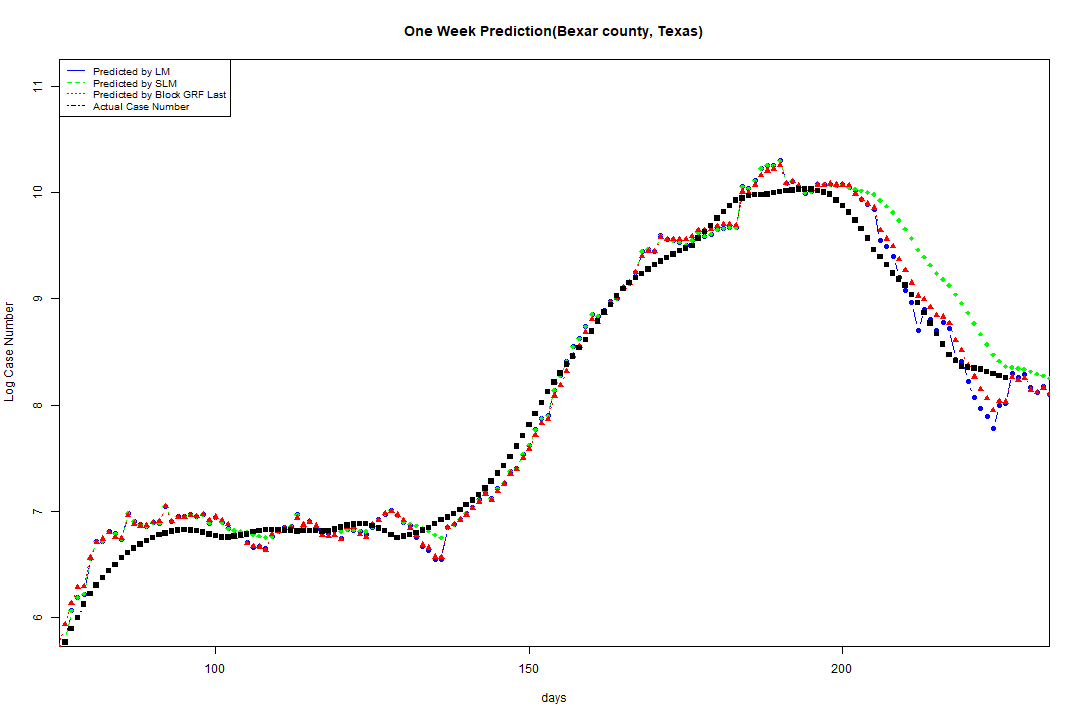 One Week Prediction(Bexar county, Texas)
Predicted by LM
Predicted by SLM
Predicted by Block GRF Last
Actual Case Number
11
10
9
8
7
6
Log Case Number
100
150
200
days